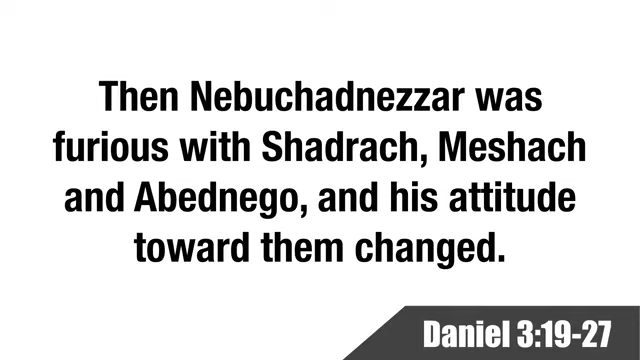 Then Nebuchadnezzar was
furious with Shadrach, Meshach
and Abednego, and his attitude
toward them changed.
Daniel 3:19-27